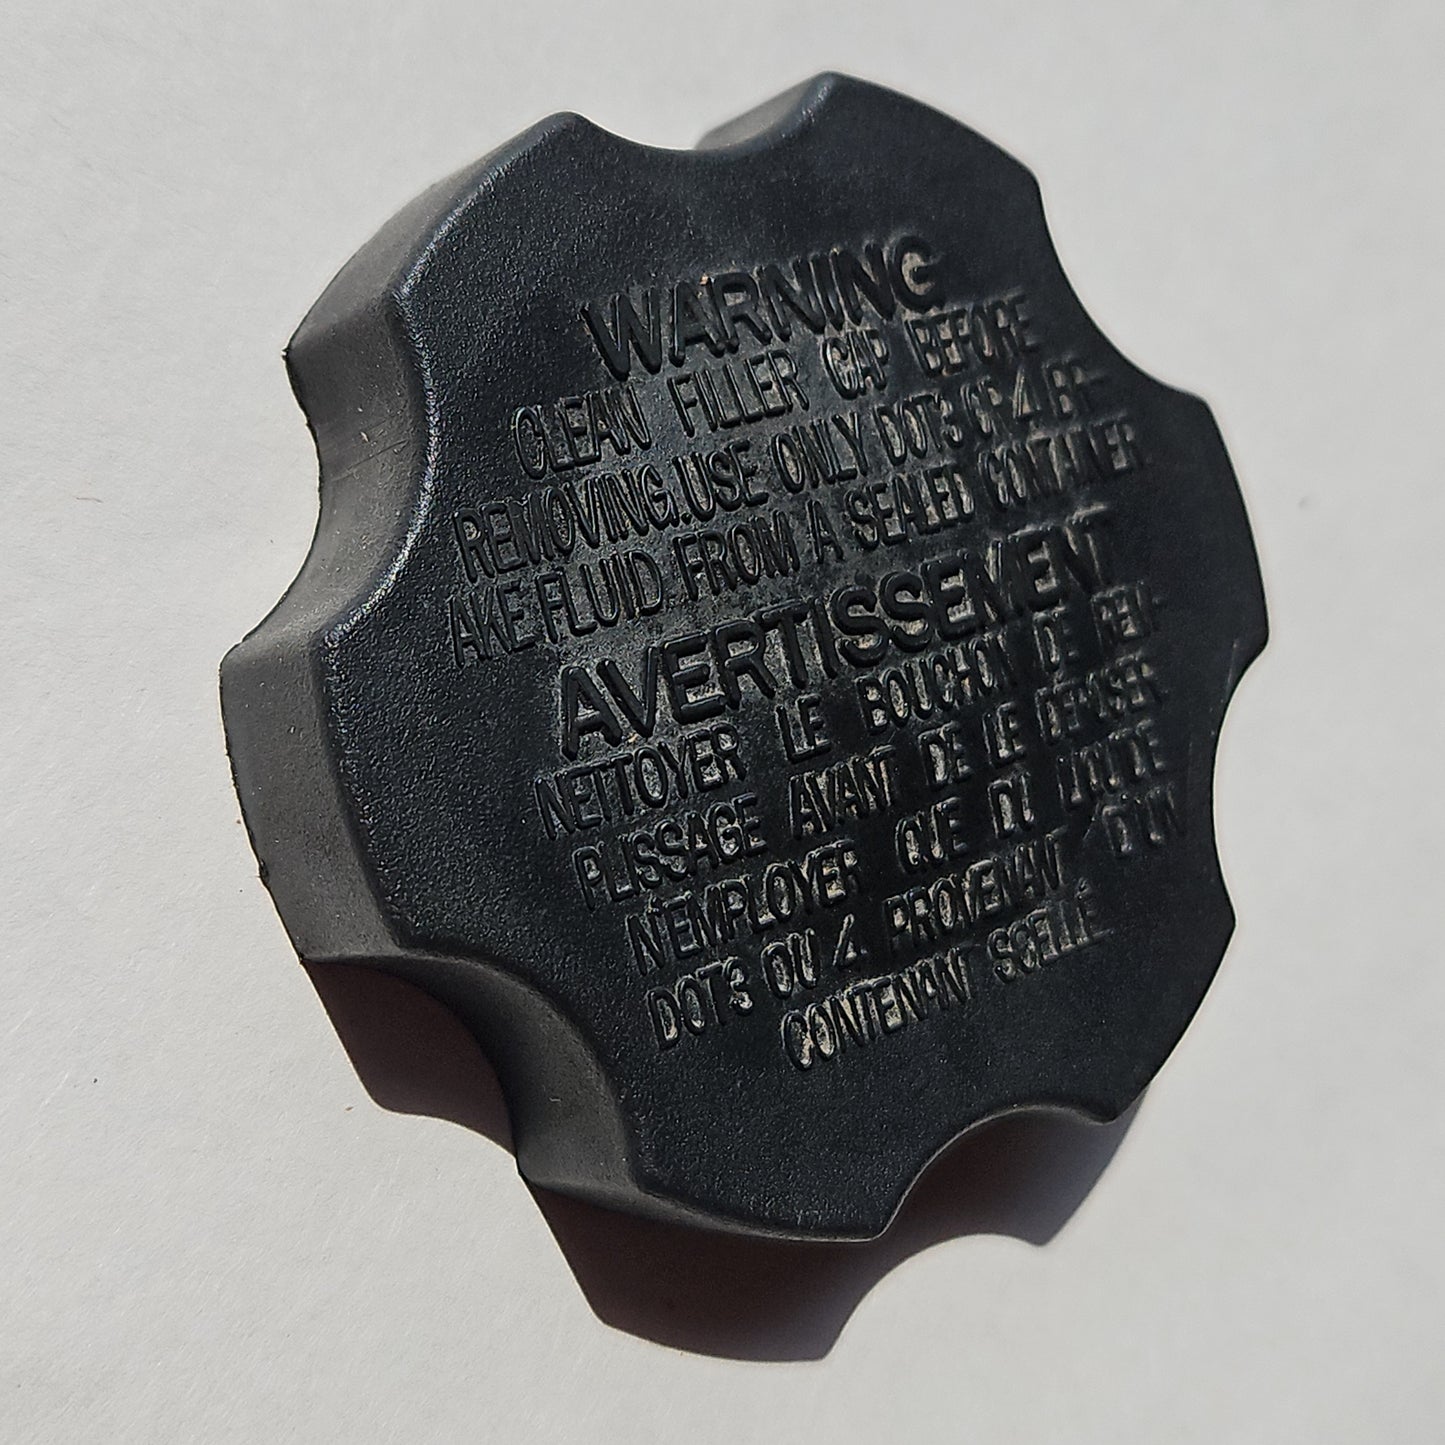 WARNING
CLEAN FILLER CAP BEFORE
REMOVING.USE ONLY DOT3 OR 4 BR-
AKE FLUID FROM A SEALED CONTAINER
AVERTISSEMENT
NETTOYER LE BOUCHON DE REM-
PLISSAGE AVANT DE LE DEPOSER
N'EMPLOYER QUE DU LIQUIDE
DOT3 OU 4 PROVENANT D'UN
CONTENANT SCELLÉ